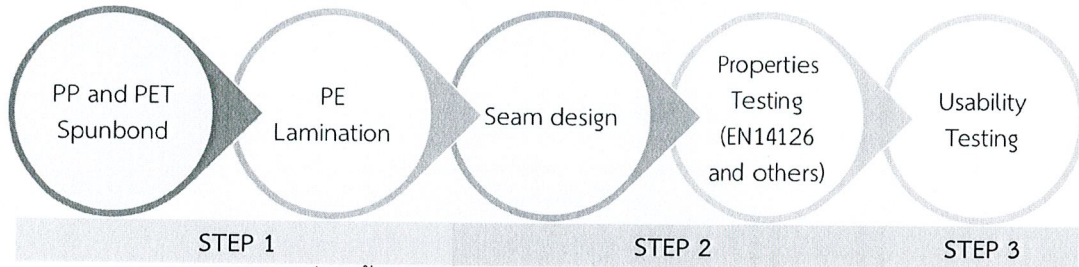 PP and PET
Spunbond
PE
Lamination
Seam design
Properties
Testing
(EN14126
and others)
Usability
Testing
STEP 1
STEP 2
STEP 3